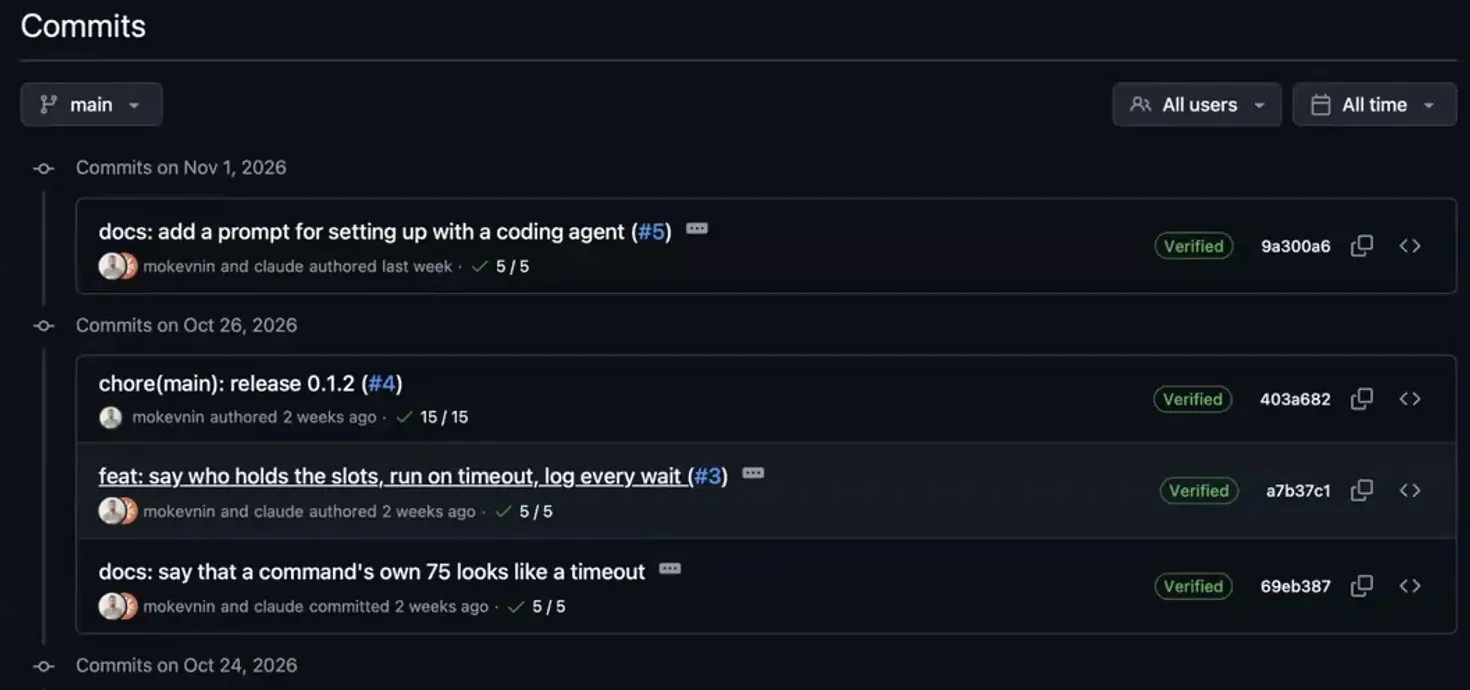 Commits
main
All users
All time
Commits on Nov 1, 2026
docs: add a prompt for setting up with a coding agent (#5)
mokevnin and claude authored last week · 5 / 5
Verified
9a300a6
Commits on Oct 26, 2026
chore(main): release 0.1.2 (#4)
mokevnin authored 2 weeks ago · 15 / 15
Verified
403a682
feat: say who holds the slots, run on timeout, log every wait (#3)
mokevnin and claude authored 2 weeks ago · 5 / 5
Verified
a7b37c1
docs: say that a command's own 75 looks like a timeout
mokevnin and claude committed 2 weeks ago · 5 / 5
Verified
69eb387
Commits on Oct 24, 2026